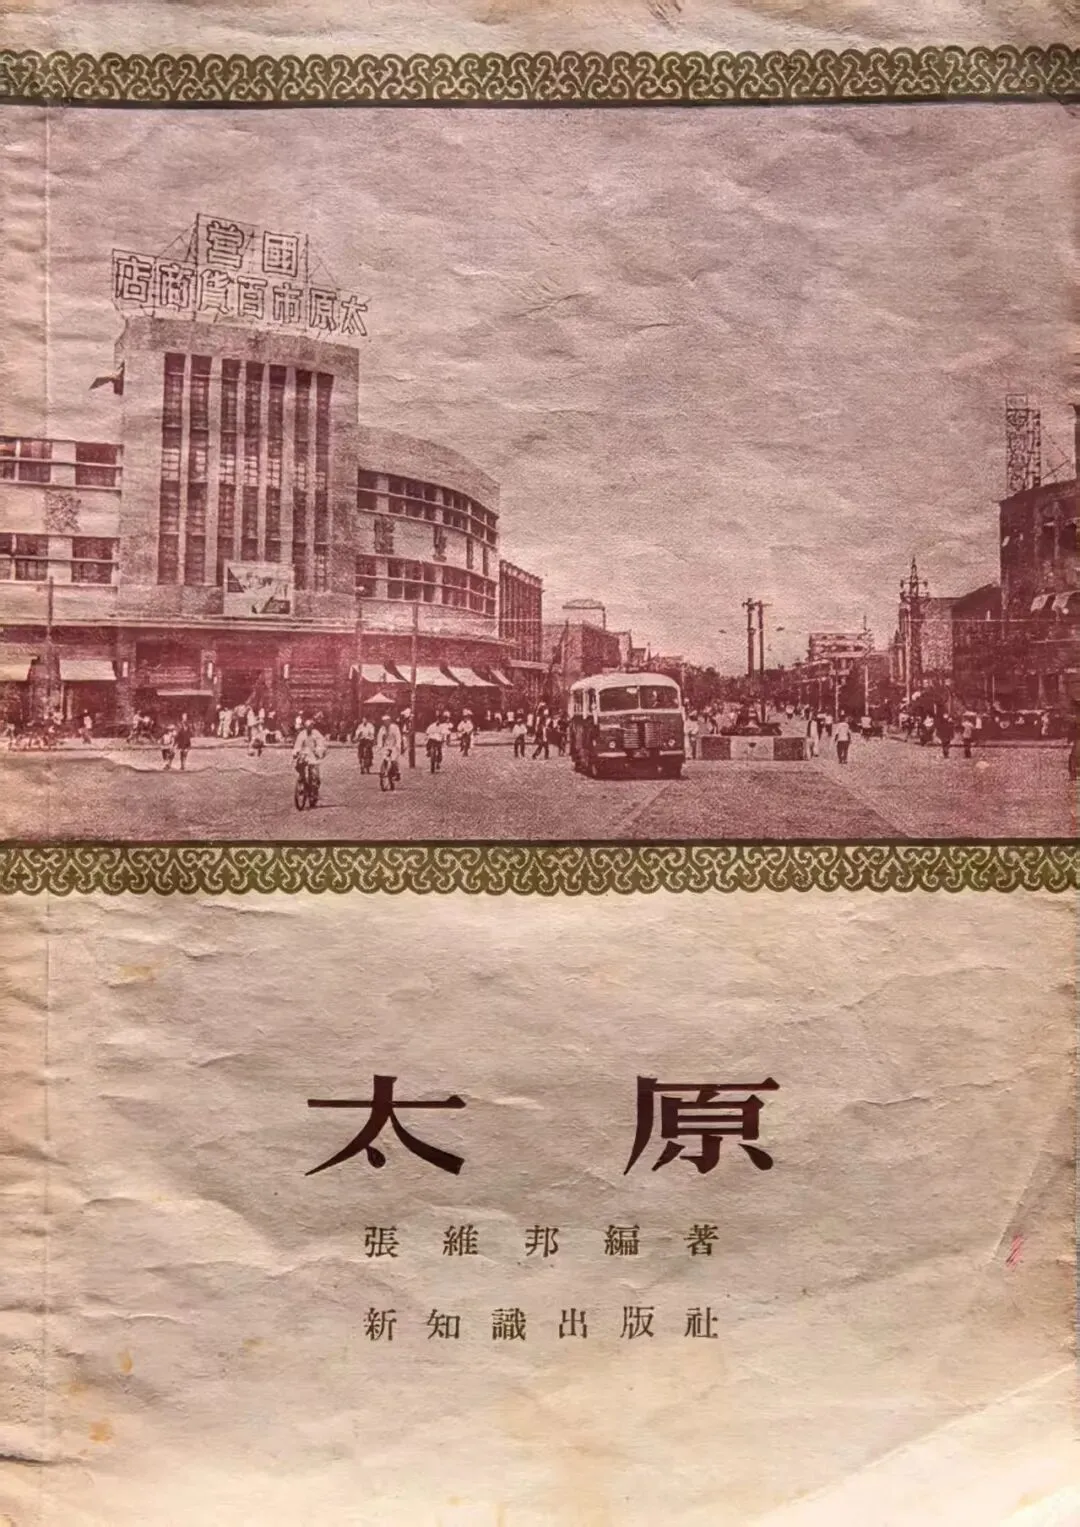 國營
太原市百貨商店
太原
張維邦編著
新知識出版社